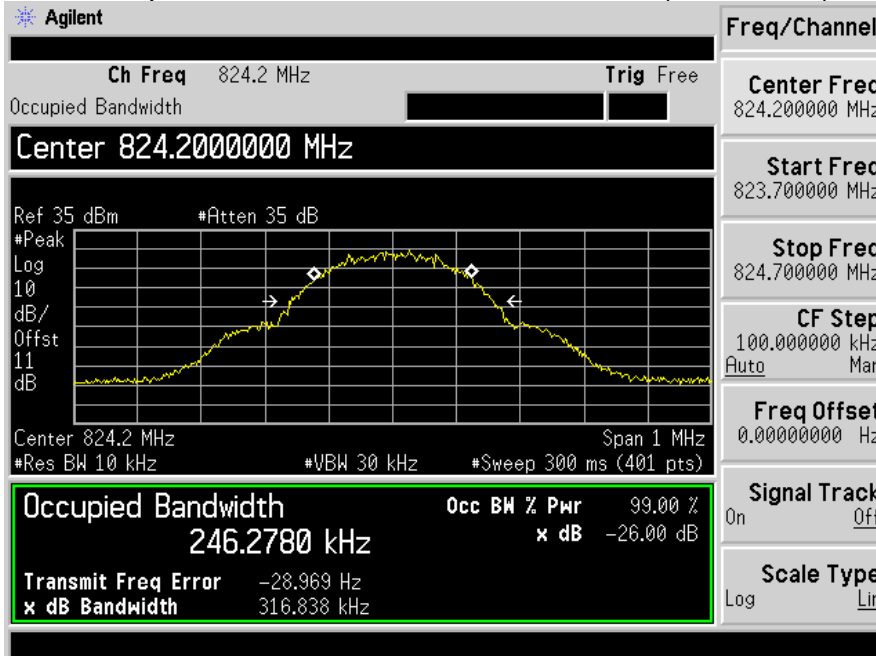 Agilent
Freq/Channel
Ch Freq 824.2 MHz Trig Free
Occupied Bandwidth
Center 824.2000000 MHz
Ref 35 dBm #Atten 35 dB
#Peak
Log
10
dB/
Offst
11
dB
Center 824.2 MHz Span 1 MHz
#Res BW 10 kHz #VBW 30 kHz #Sweep 300 ms (401 pts)
Occupied Bandwidth Occ BW % Pwr 99.00 %
246.2780 kHz x dB -26.00 dB
Transmit Freq Error -28.969 Hz
x dB Bandwidth 316.838 kHz
Center Freq
824.200000 MHz
Start Freq
823.700000 MHz
Stop Freq
824.700000 MHz
CF Step
100.000000 kHz
Auto Man
Freq Offset
0.00000000 Hz
Signal Track
On Off
Scale Type
Log Lin